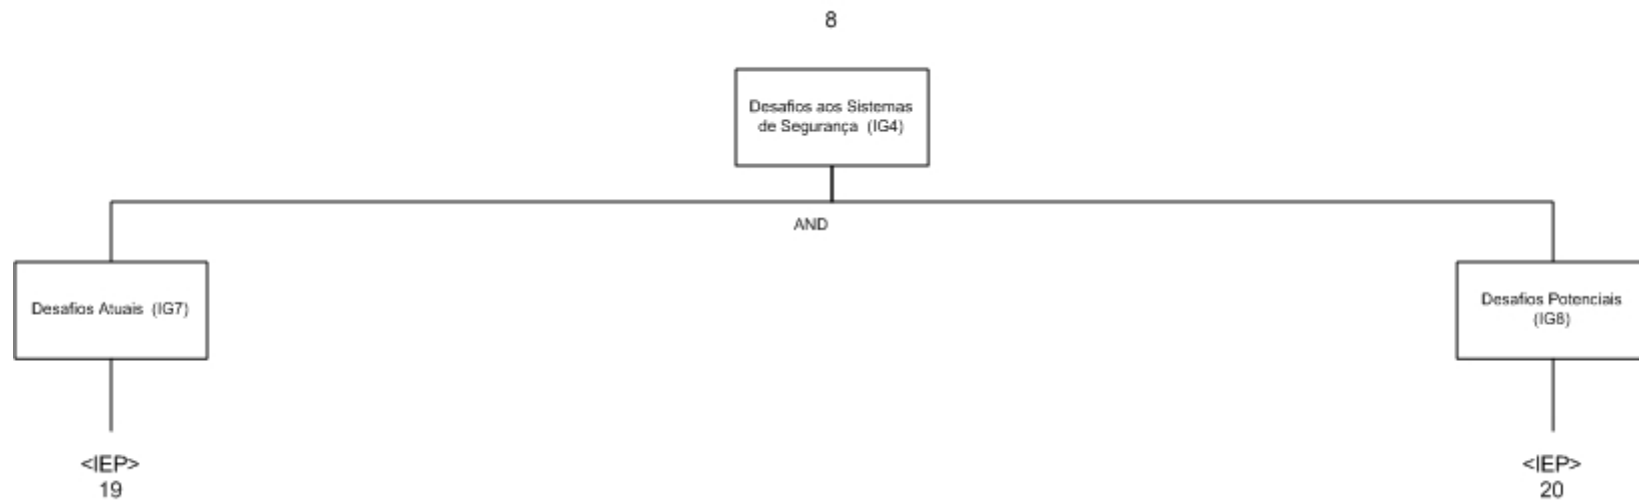 8
Desafios aos Sistemas
de Segurança (IG4)
AND
Desafios Atuais (IG7)
Desafios Potenciais
(IG8)
<IEP>
19
<IEP>
20